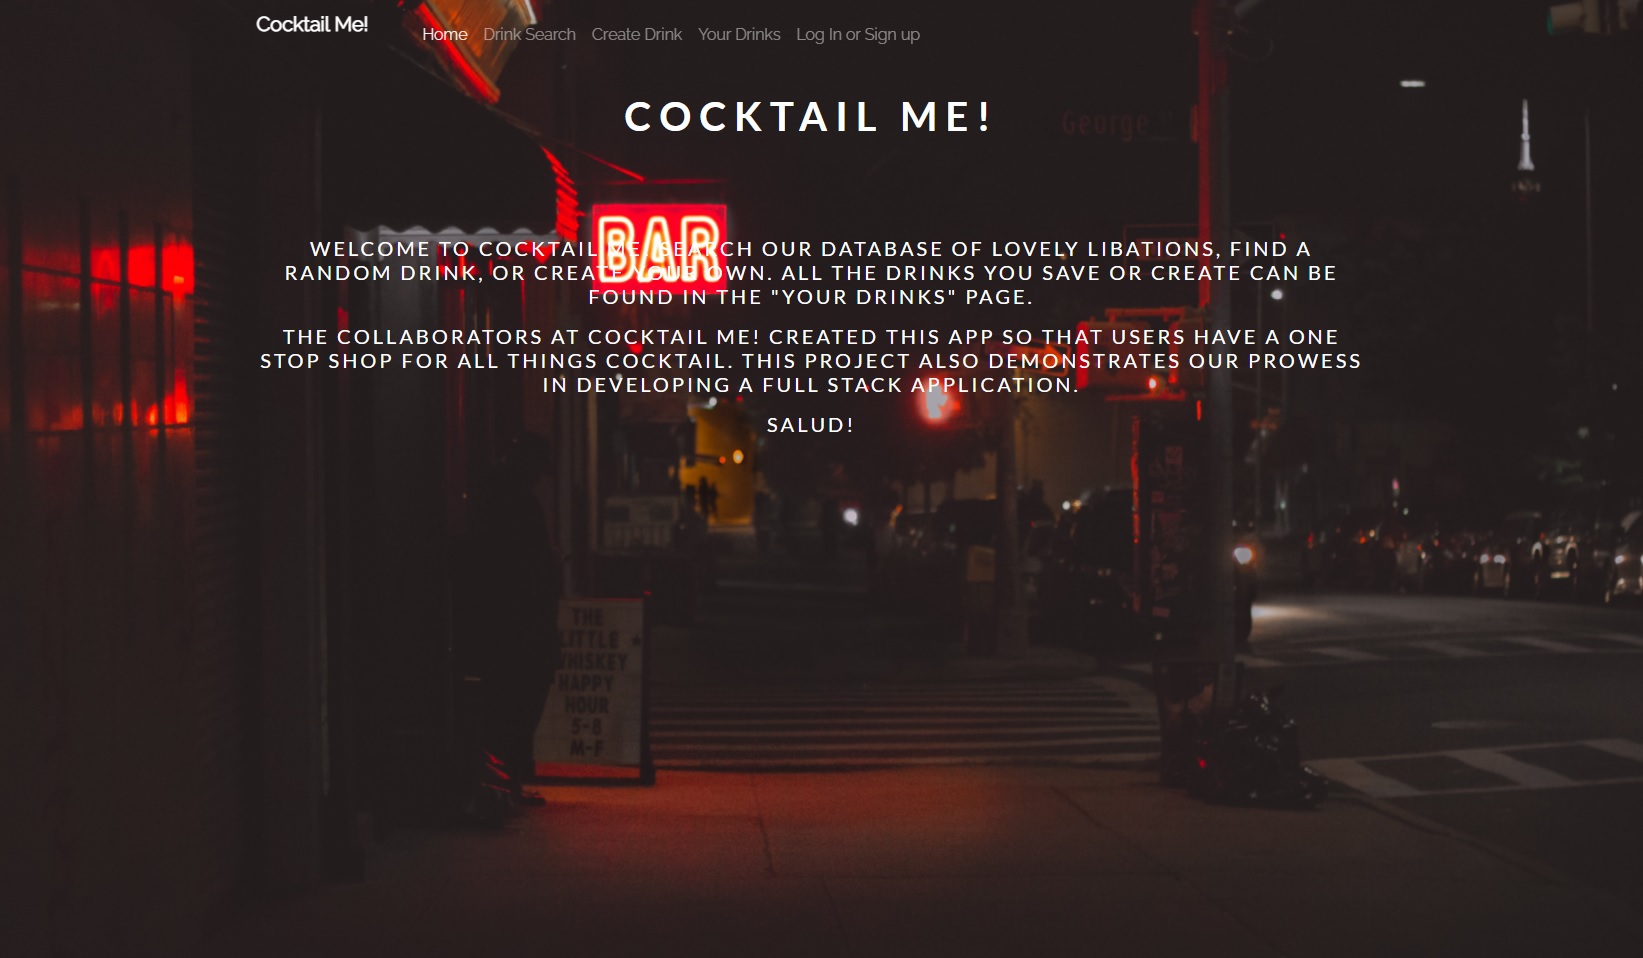 Cocktail Me!
Home Drink Search Create Drink Your Drinks Log In or Sign up
COCKTAIL ME!
George
BAR
WELCOME TO COCKTAIL ME! SEARCH OUR DATABASE OF LOVELY LIBATIONS, FIND A
RANDOM DRINK, OR CREATE YOUR OWN. ALL THE DRINKS YOU SAVE OR CREATE CAN BE
FOUND IN THE "YOUR DRINKS" PAGE.
THE COLLABORATORS AT COCKTAIL ME! CREATED THIS APP SO THAT USERS HAVE A ONE
STOP SHOP FOR ALL THINGS COCKTAIL. THIS PROJECT ALSO DEMONSTRATES OUR PROWESS
IN DEVELOPING A FULL STACK APPLICATION.
SALUD!
THE
LITTLE
WHISKEY
HAPPY
HOUR
5-8
M-F